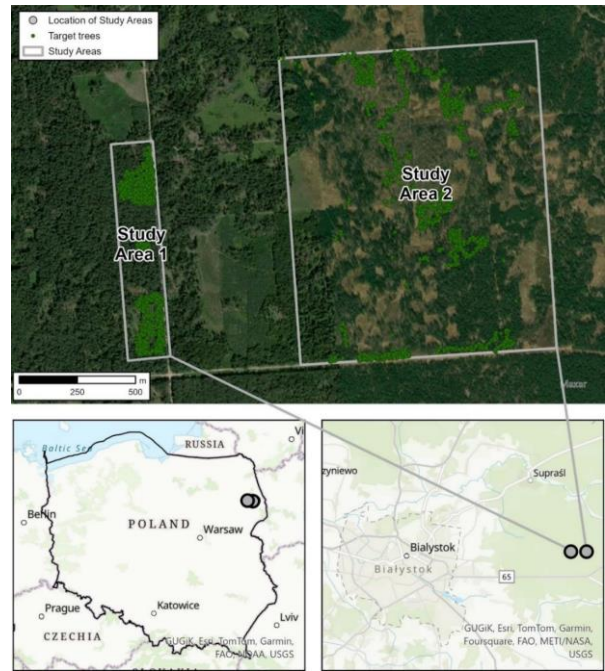 Location of Study Areas
Target trees
Study Areas
Study
Area 1
Study
Area 2
0
250
500
m
Maxar
Baltic Sea
RUSSIA
Vi
Berlin
POLAND
Warsaw
Prague
Katowice
Lviv
CZECHIA
GUGiK, Esri, TomTom, Garmin,
FAO, NOAA, USGS
SLOVAKIA
zyniewo
Supraśl
Bialystok
Białystok
65
GUGiK, Esri, TomTom, Garmin,
Foursquare, FAO, METI/NASA,
USGS